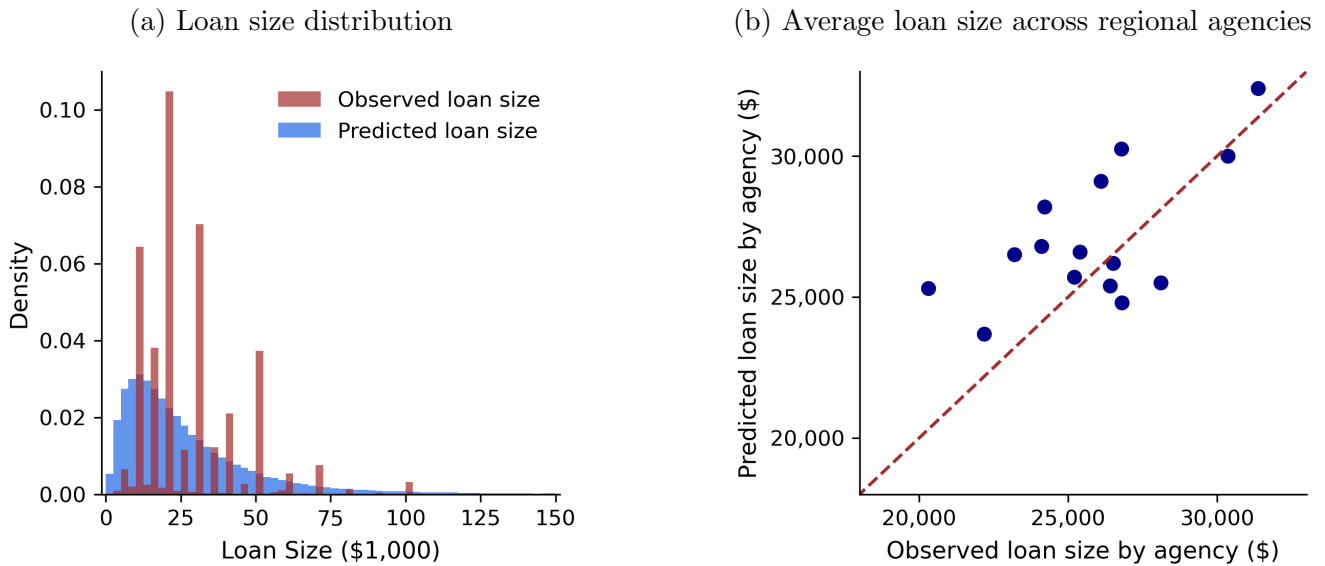 (a) Loan size distribution
Density
0.10
0.08
0.06
0.04
0.02
0.00
Observed loan size
Predicted loan size
0 25 50 75 100 125 150
Loan Size ($1,000)
(b) Average loan size across regional agencies
Predicted loan size by agency ($)
30,000
25,000
20,000
20,000 25,000 30,000
Observed loan size by agency ($)